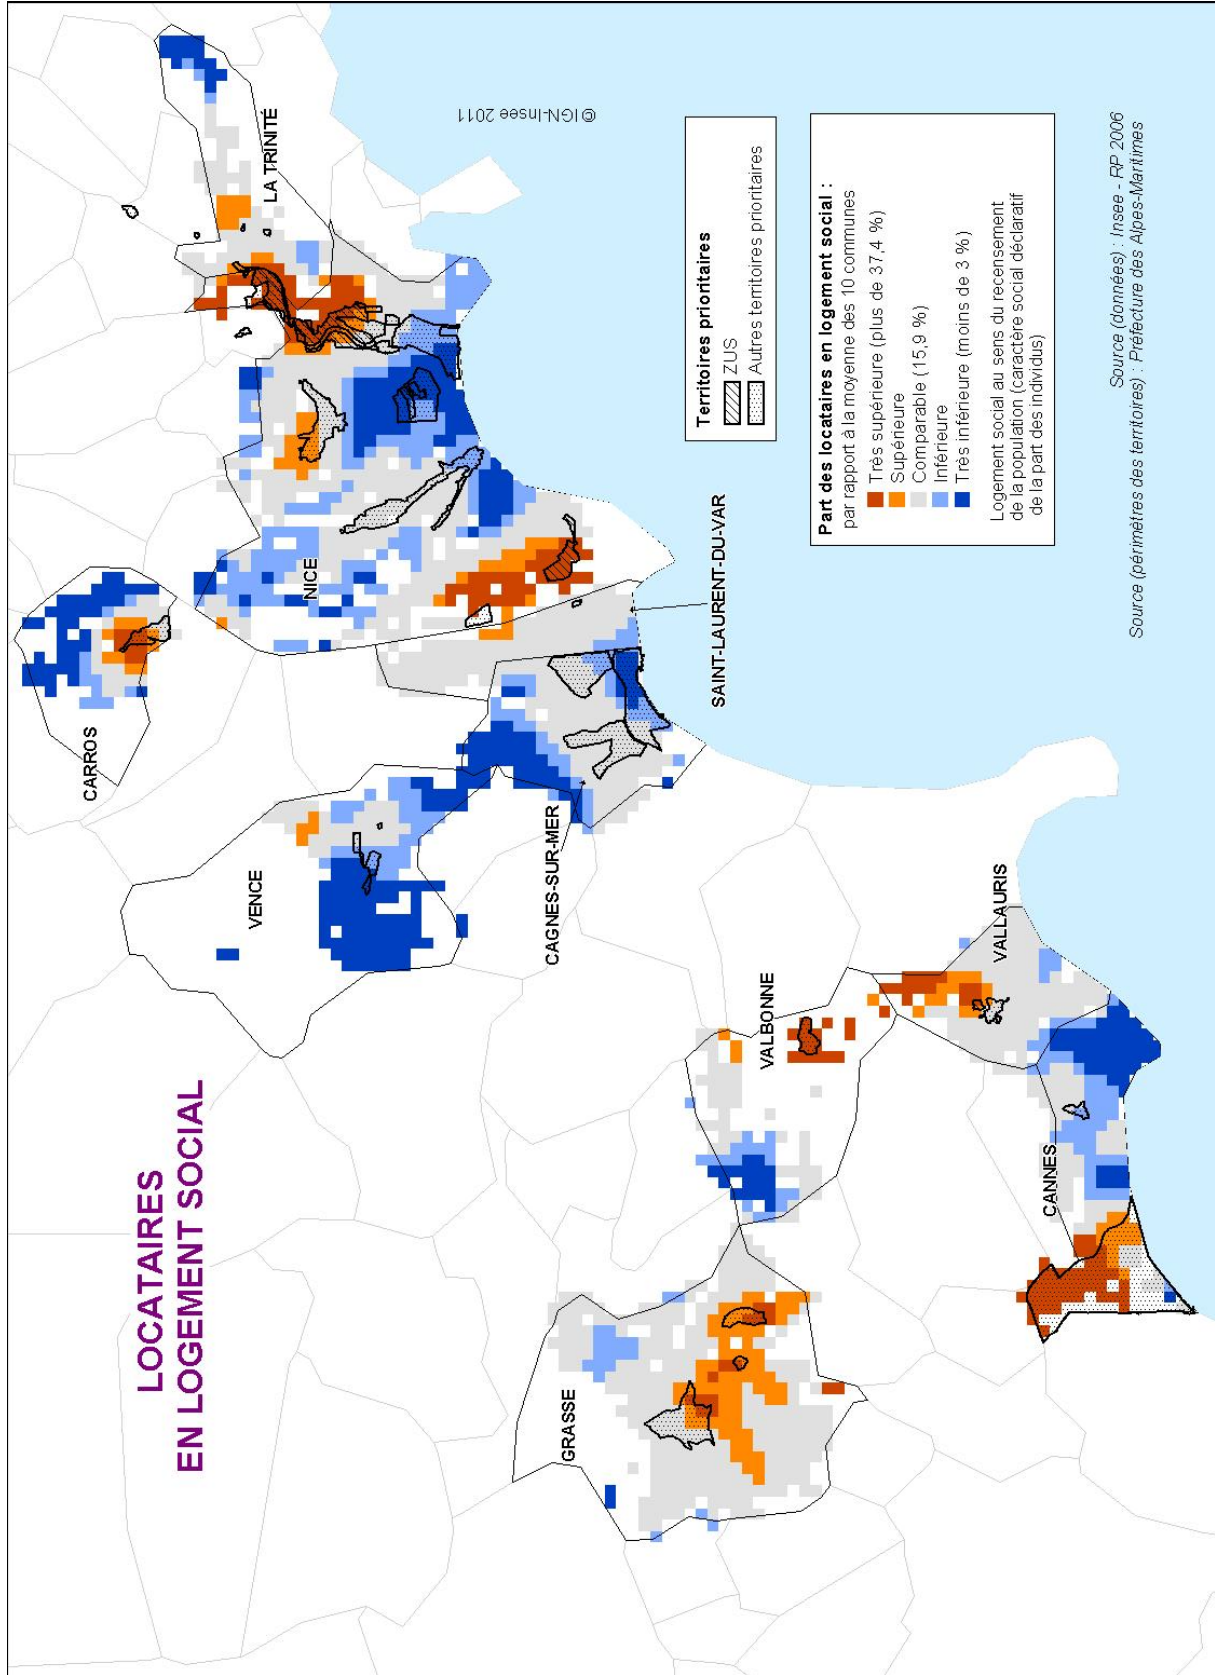 LOCATAIRES
EN LOGEMENT SOCIAL
CARROS
LA TRINITÉ
NICE
VENCE
CAGNES-SUR-MER
SAINT-LAURENT-DU-VAR
GRASSE
VALBONNE
VALLAURIS
CANNES
©IGN-Insee 2011
Territoires prioritaires
ZUS
Autres territoires prioritaires
Part des locataires en logement social :
par rapport à la moyenne des 10 communes
Très supérieure (plus de 37,4 %)
Supérieure
Comparable (15,9 %)
Inférieure
Très inférieure (moins de 3 %)
Logement social au sens du recensement
de la population (caractère social déclaratif
de la part des individus)
Source (données) : Insee - RP 2006
Source (périmètres des territoires) : Préfecture des Alpes-Maritimes